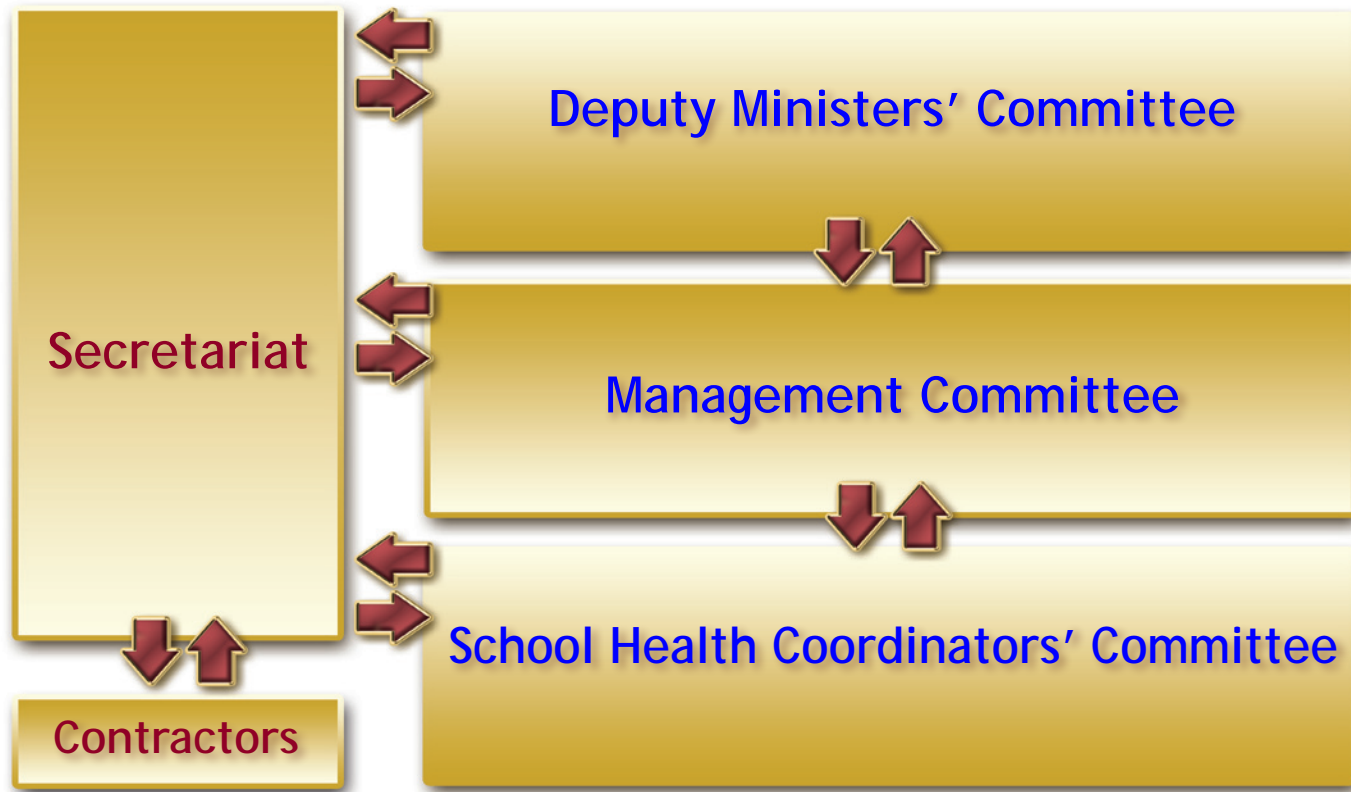 Deputy Ministers’ Committee
Secretariat
Management Committee
School Health Coordinators’ Committee
Contractors